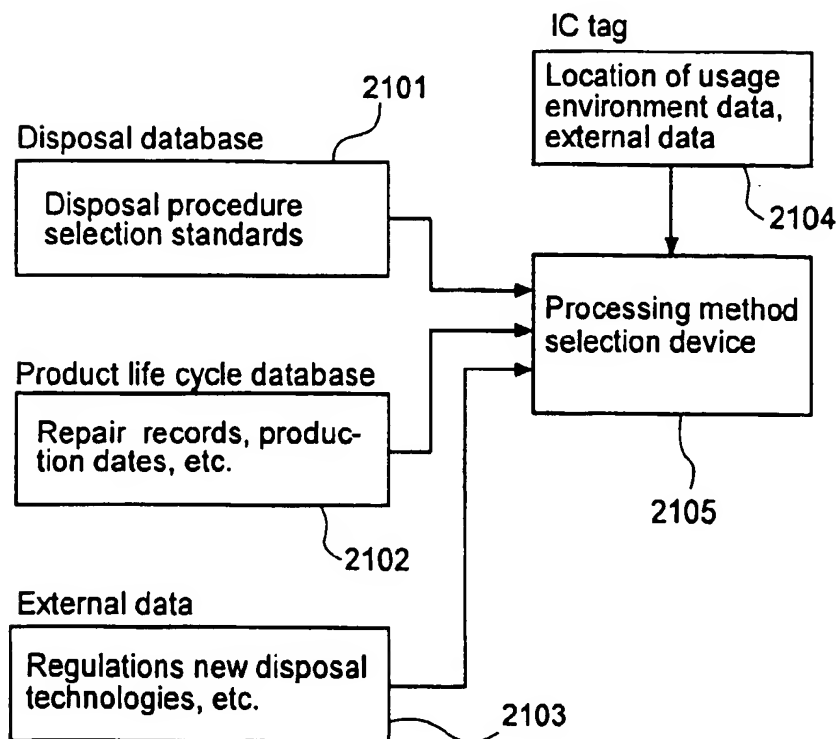 IC tag
Location of usage
environment data,
external data
2104
2101
Disposal database
Disposal procedure
selection standards
Processing method
selection device
2105
Product life cycle database
Repair records, produc-
tion dates, etc.
2102
External data
Regulations new disposal
technologies, etc.
2103